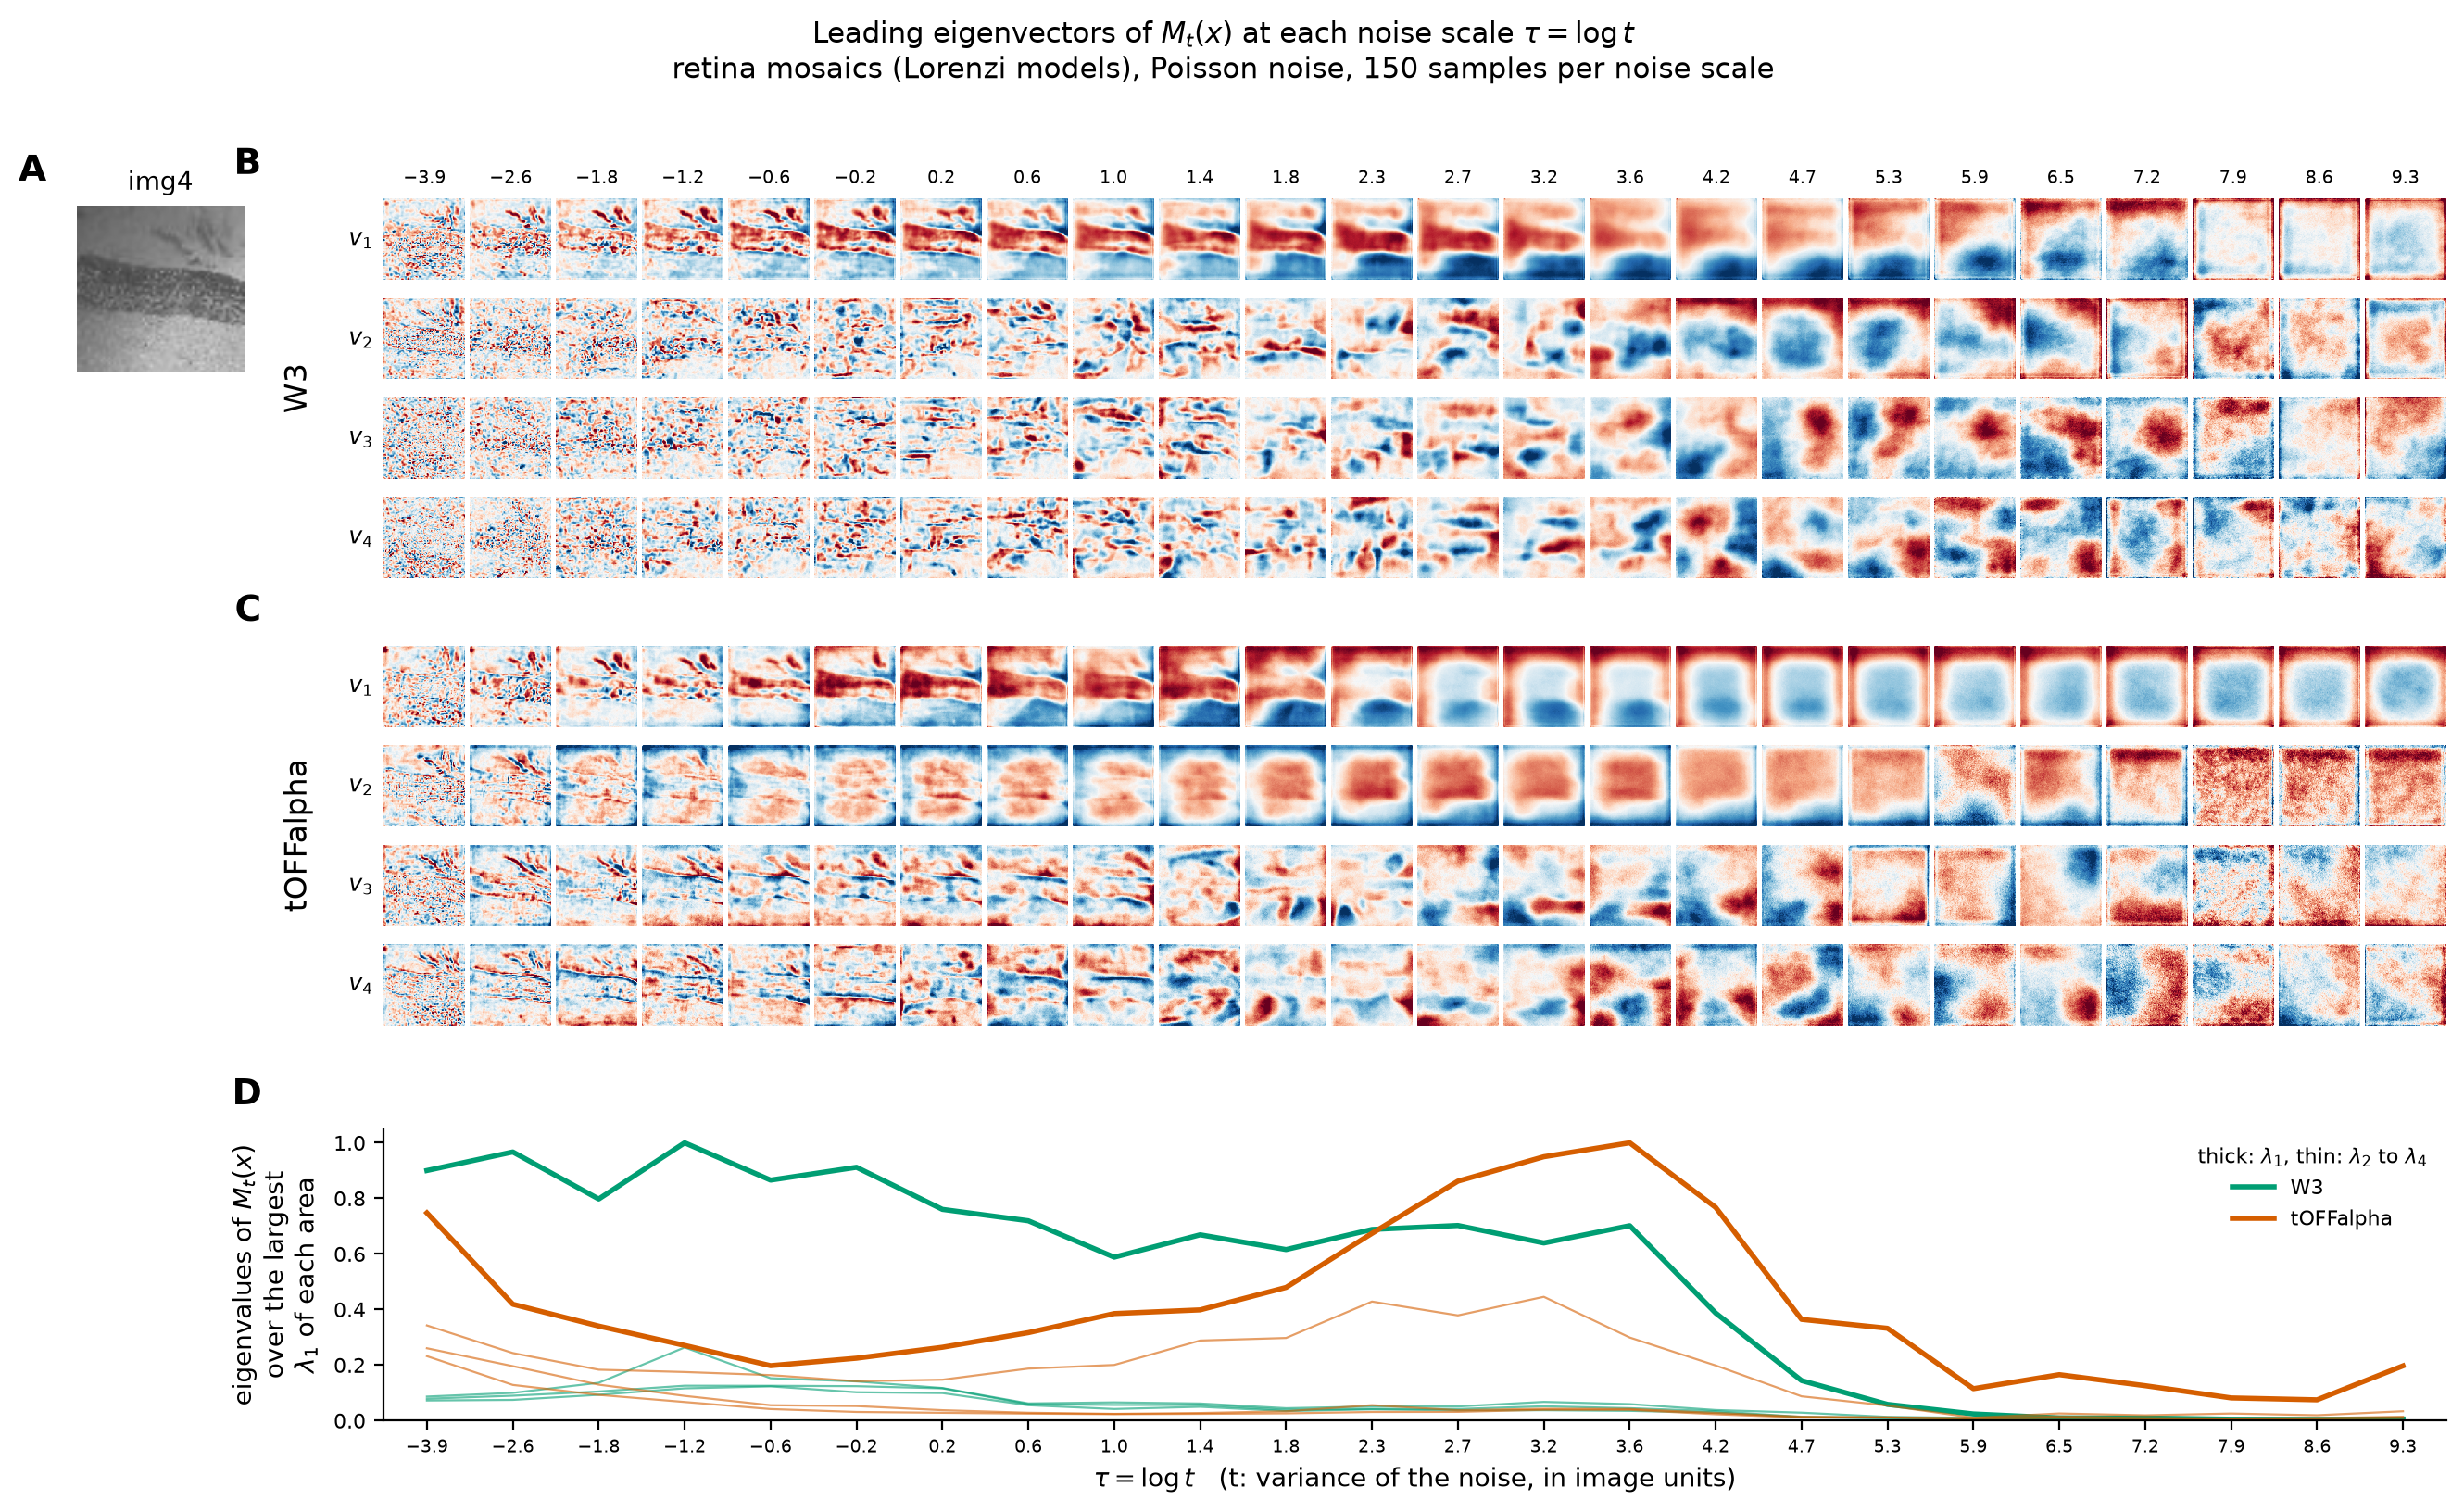 Leading eigenvectors of Mₜ(x) at each noise scale τ = log t
retina mosaics (Lorenzi models), Poisson noise, 150 samples per noise scale
A
img4
B
−3.9 −2.6 −1.8 −1.2 −0.6 −0.2 0.2 0.6 1.0 1.4 1.8 2.3 2.7 3.2 3.6 4.2 4.7 5.3 5.9 6.5 7.2 7.9 8.6 9.3
W3
v₁
v₂
v₃
v₄
C
tOFFalpha
v₁
v₂
v₃
v₄
D
eigenvalues of Mₜ(x)
over the largest
λ₁ of each area
1.0
0.8
0.6
0.4
0.2
0.0
thick: λ₁, thin: λ₂ to λ₄
W3
tOFFalpha
−3.9 −2.6 −1.8 −1.2 −0.6 −0.2 0.2 0.6 1.0 1.4 1.8 2.3 2.7 3.2 3.6 4.2 4.7 5.3 5.9 6.5 7.2 7.9 8.6 9.3
τ = log t (t: variance of the noise, in image units)